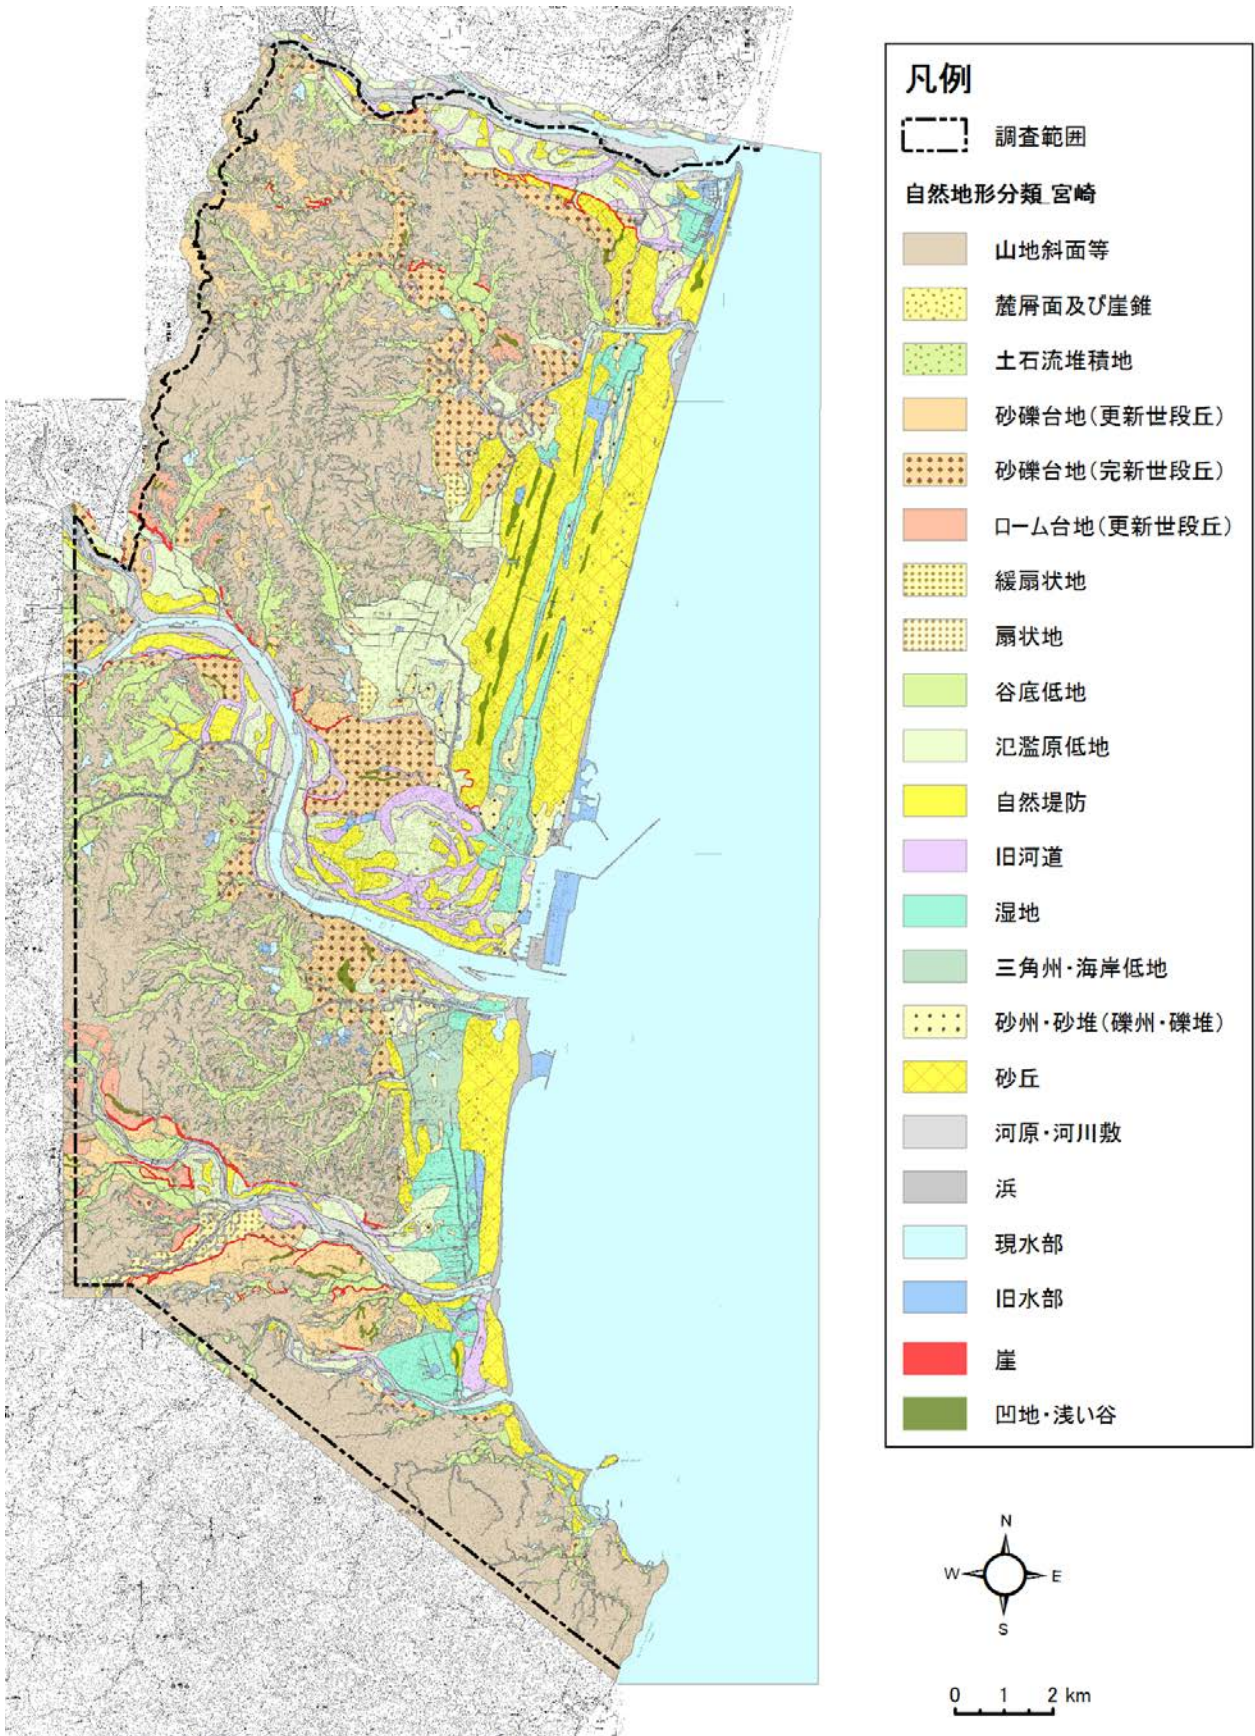 凡例
調査範囲
自然地形分類_宮崎
山地斜面等
麓屑面及び崖錐
土石流堆積地
砂礫台地(更新世段丘)
砂礫台地(完新世段丘)
ローム台地(更新世段丘)
緩扇状地
扇状地
谷底低地
氾濫原低地
自然堤防
旧河道
湿地
三角州・海岸低地
砂州・砂堆(礫州・礫堆)
砂丘
河原・河川敷
浜
現水部
旧水部
崖
凹地・浅い谷
N
W E
S
0 1 2 km